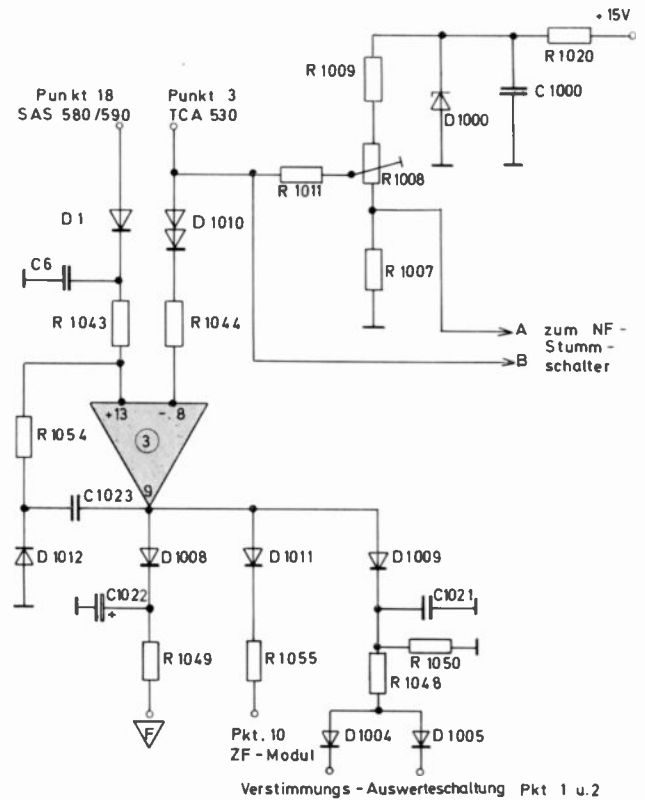 + 15V
R 1020
R 1009
C 1000
D 1000
Punkt 18
SAS 580/590
Punkt 3
TCA 530
R 1011
R 1008
D 1
D 1010
C 6
R 1007
R 1043
R 1044
A zum NF -
Stumm -
schalter
B
+13
-. 8
3
R 1054
9
C1023
D 1012
D 1008
D 1011
D 1009
C1022
+
C1021
R 1049
R 1055
R 1050
R 1048
F
Pkt. 10
ZF - Modul
D 1004
D 1005
Verstimmungs - Auswerteschaltung Pkt 1 u.2